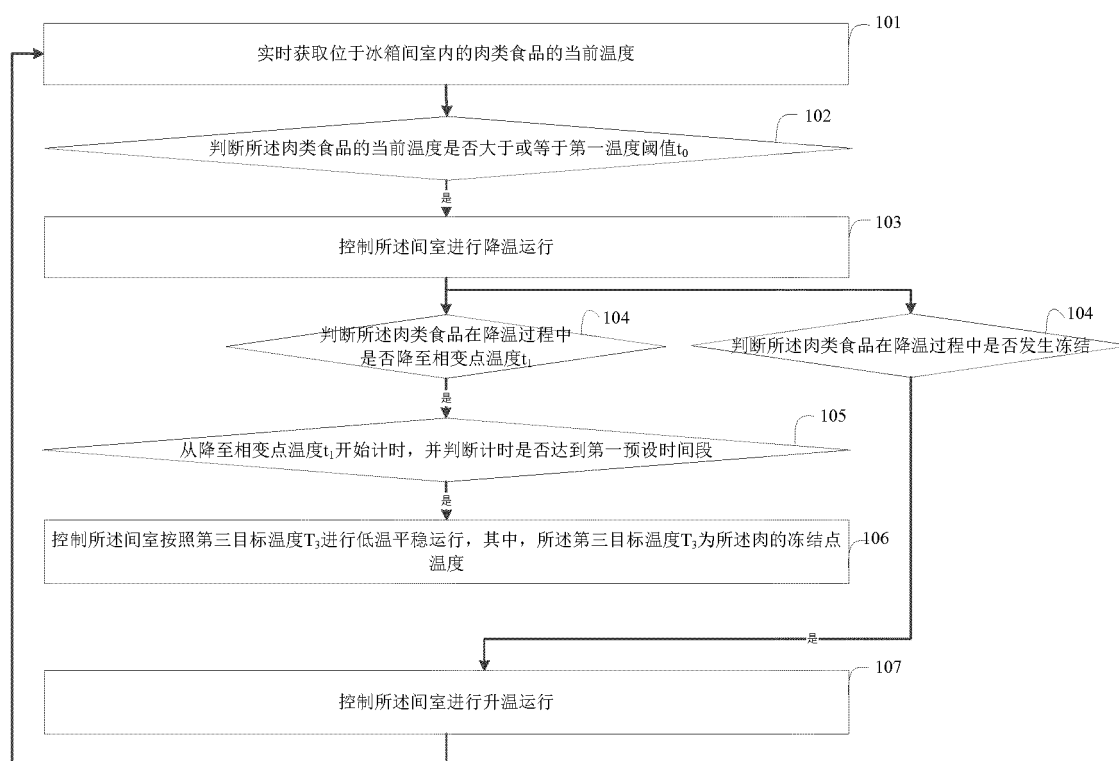 101
实时获取位于冰箱间室内的肉类食品的当前温度
102
判断所述肉类食品的当前温度是否大于或等于第一温度阈值t₀
是
103
控制所述间室进行降温运行
104
判断所述肉类食品在降温过程中
是否降至相变点温度t₁
104
判断所述肉类食品在降温过程中是否发生冻结
是
105
从降至相变点温度t₁开始计时，并判断计时是否达到第一预设时间段
是
控制所述间室按照第三目标温度T₃进行低温平稳运行，其中，所述第三目标温度T₃为所述肉的冻结点
温度
106
是
107
控制所述间室进行升温运行